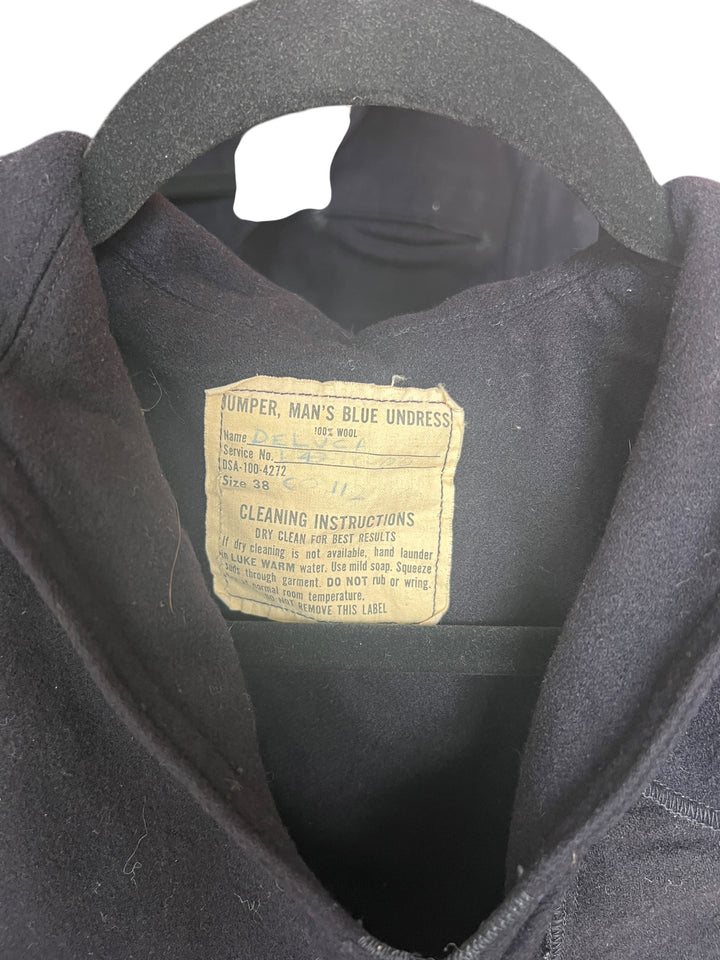 JUMPER, MAN'S BLUE UNDRESS
100% WOOL
Name DELUCA
Service No.
DSA-100-4272
Size 38
CLEANING INSTRUCTIONS
DRY CLEAN FOR BEST RESULTS
If dry cleaning is not available, hand launder
in LUKE WARM water. Use mild soap. Squeeze
suds through garment. DO NOT rub or wring.
normal room temperature.
DO NOT REMOVE THIS LABEL